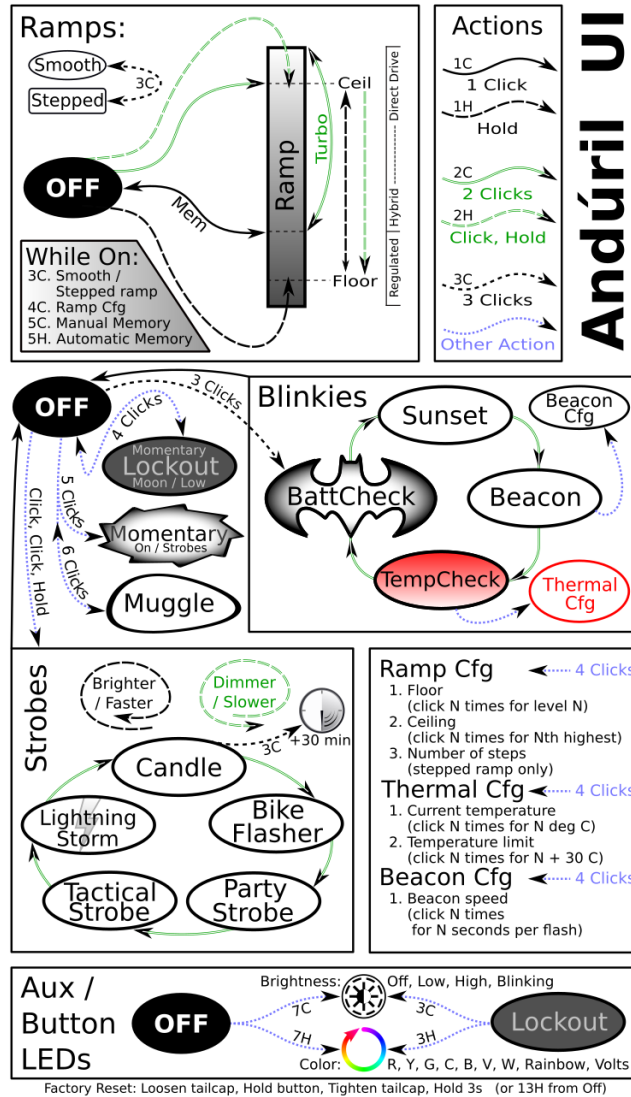 Ramps:
Smooth
3C
Stepped
OFF
Mem
Ramp
Turbo
Ceil
Floor
Regulated | Hybrid --------- Direct Drive
While On:
3C. Smooth /
Stepped ramp
4C. Ramp Cfg
5C. Manual Memory
5H. Automatic Memory
Actions
1C
1 Click
1H
Hold
2C
2 Clicks
2H
Click, Hold
3C
3 Clicks
Other Action
Andúril UI
OFF
3 Clicks
4 Clicks
Momentary
Lockout
Moon / Low
5 Clicks
Momentary
On / Strobes
6 Clicks
Muggle
Click, Click, Hold
Blinkies
Sunset
Beacon
Cfg
BattCheck
Beacon
TempCheck
Thermal
Cfg
Strobes
Brighter
/ Faster
Dimmer
/ Slower
3C
+30 min
Candle
Lightning
Storm
Bike
Flasher
Tactical
Strobe
Party
Strobe
Ramp Cfg
4 Clicks
1. Floor
(click N times for level N)
2. Ceiling
(click N times for Nth highest)
3. Number of steps
(stepped ramp only)
Thermal Cfg
4 Clicks
1. Current temperature
(click N times for N deg C)
2. Temperature limit
(click N times for N + 30 C)
Beacon Cfg
4 Clicks
1. Beacon speed
(click N times
for N seconds per flash)
Aux /
Button
LEDs
OFF
7C
7H
Brightness:
Off, Low, High, Blinking
3C
3H
Lockout
Color:
R, Y, G, C, B, V, W, Rainbow, Volts
Factory Reset: Loosen tailcap, Hold button, Tighten tailcap, Hold 3s (or 13H from Off)